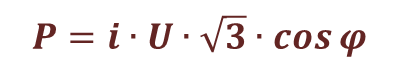 P = i · U · √3 · cos φ